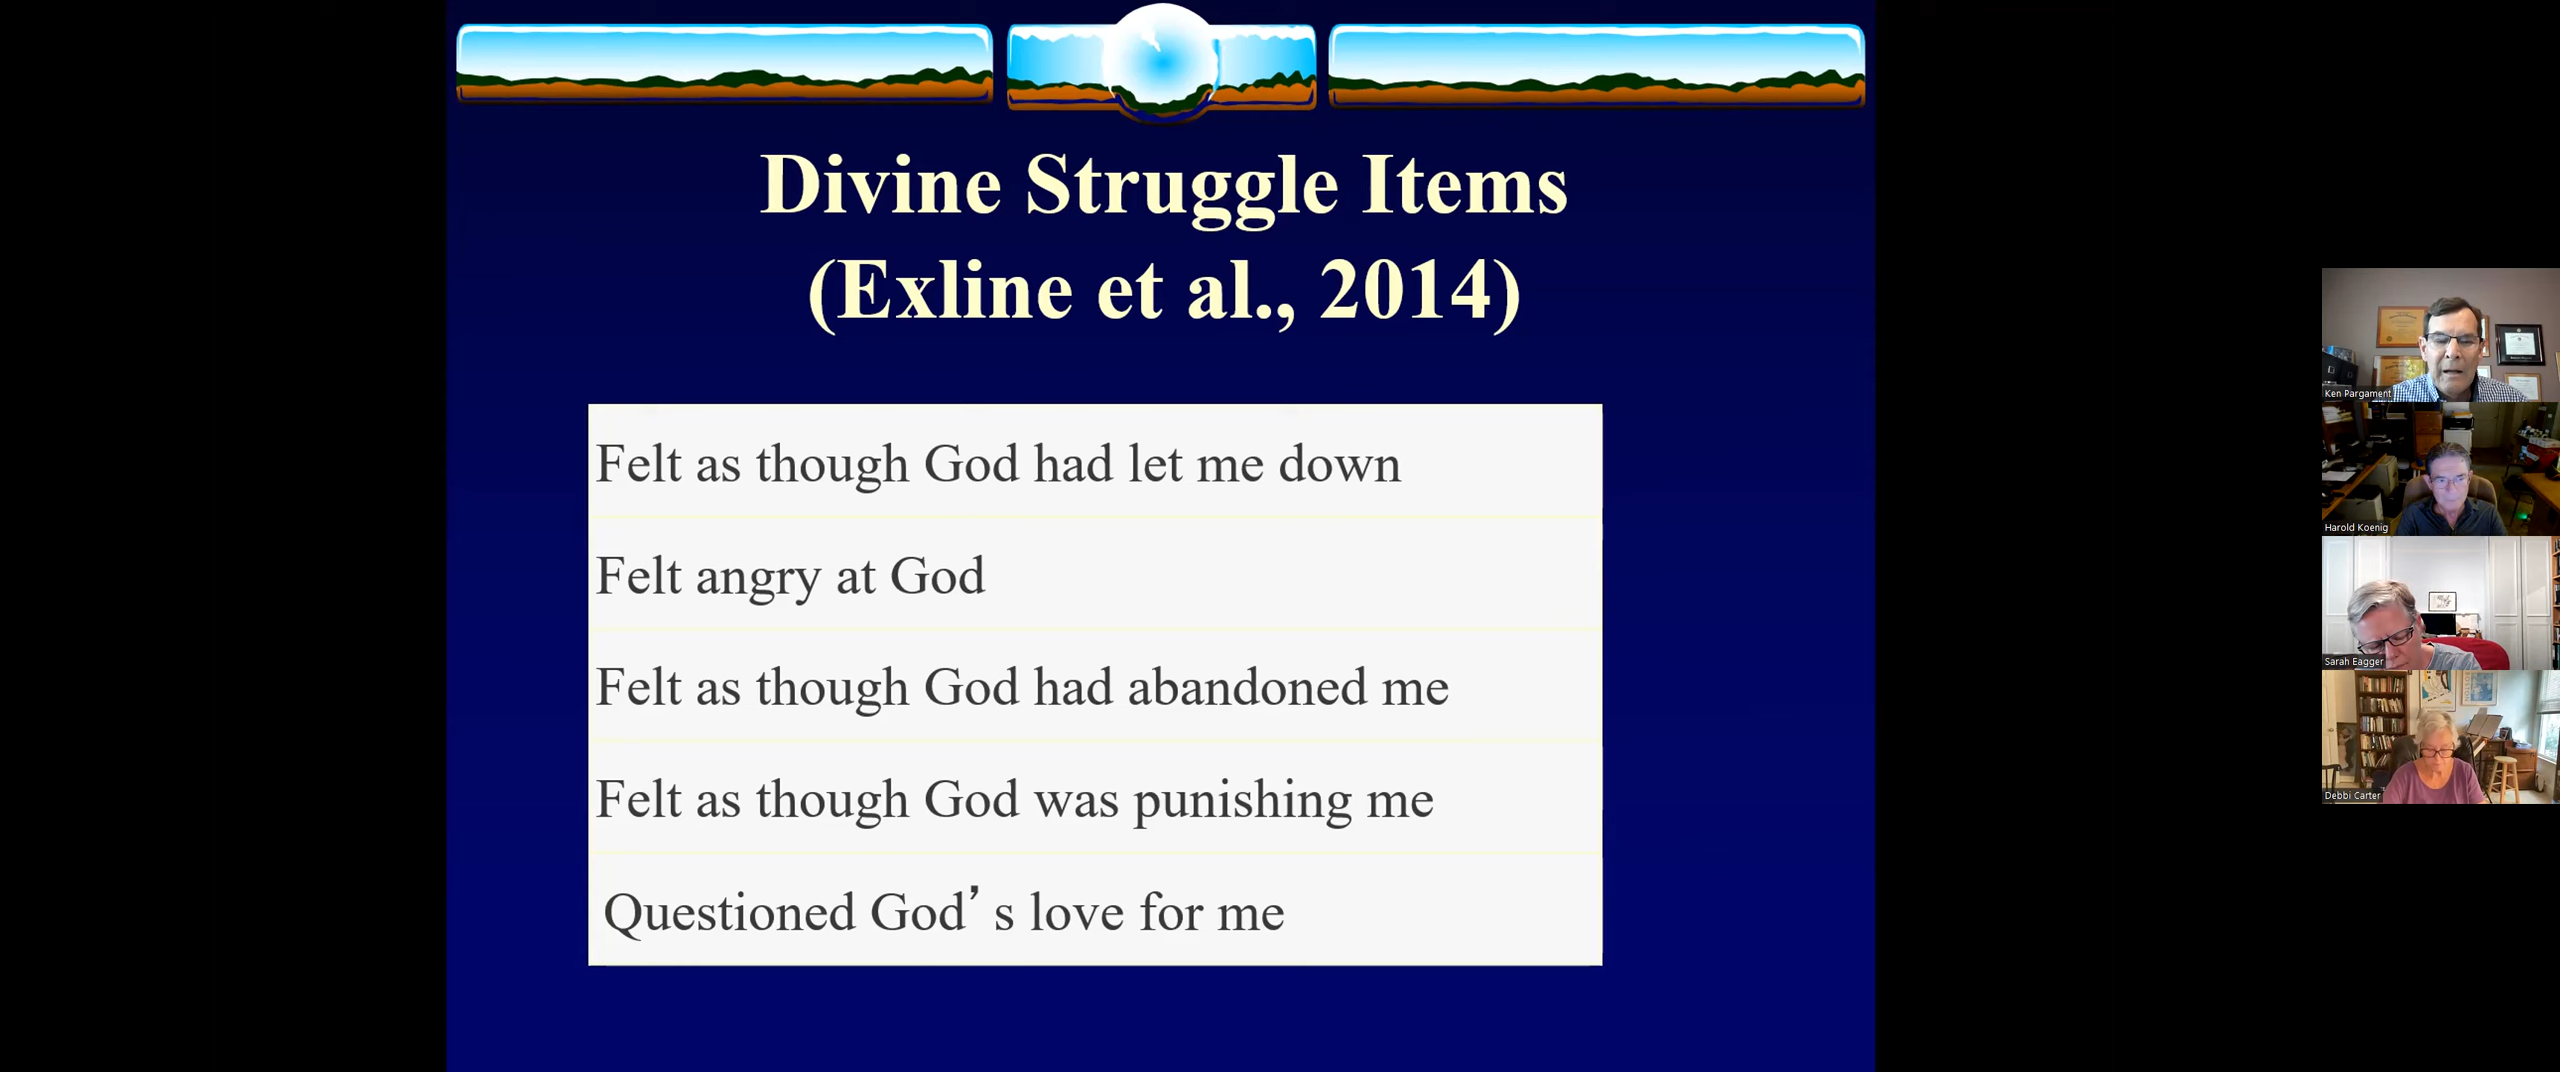 Divine Struggle Items
(Exline et al., 2014)
Felt as though God had let me down
Felt angry at God
Felt as though God had abandoned me
Felt as though God was punishing me
Questioned God’ s love for me
Ken Pargament
Harold Koenig
Sarah Eagger
Debbi Carter